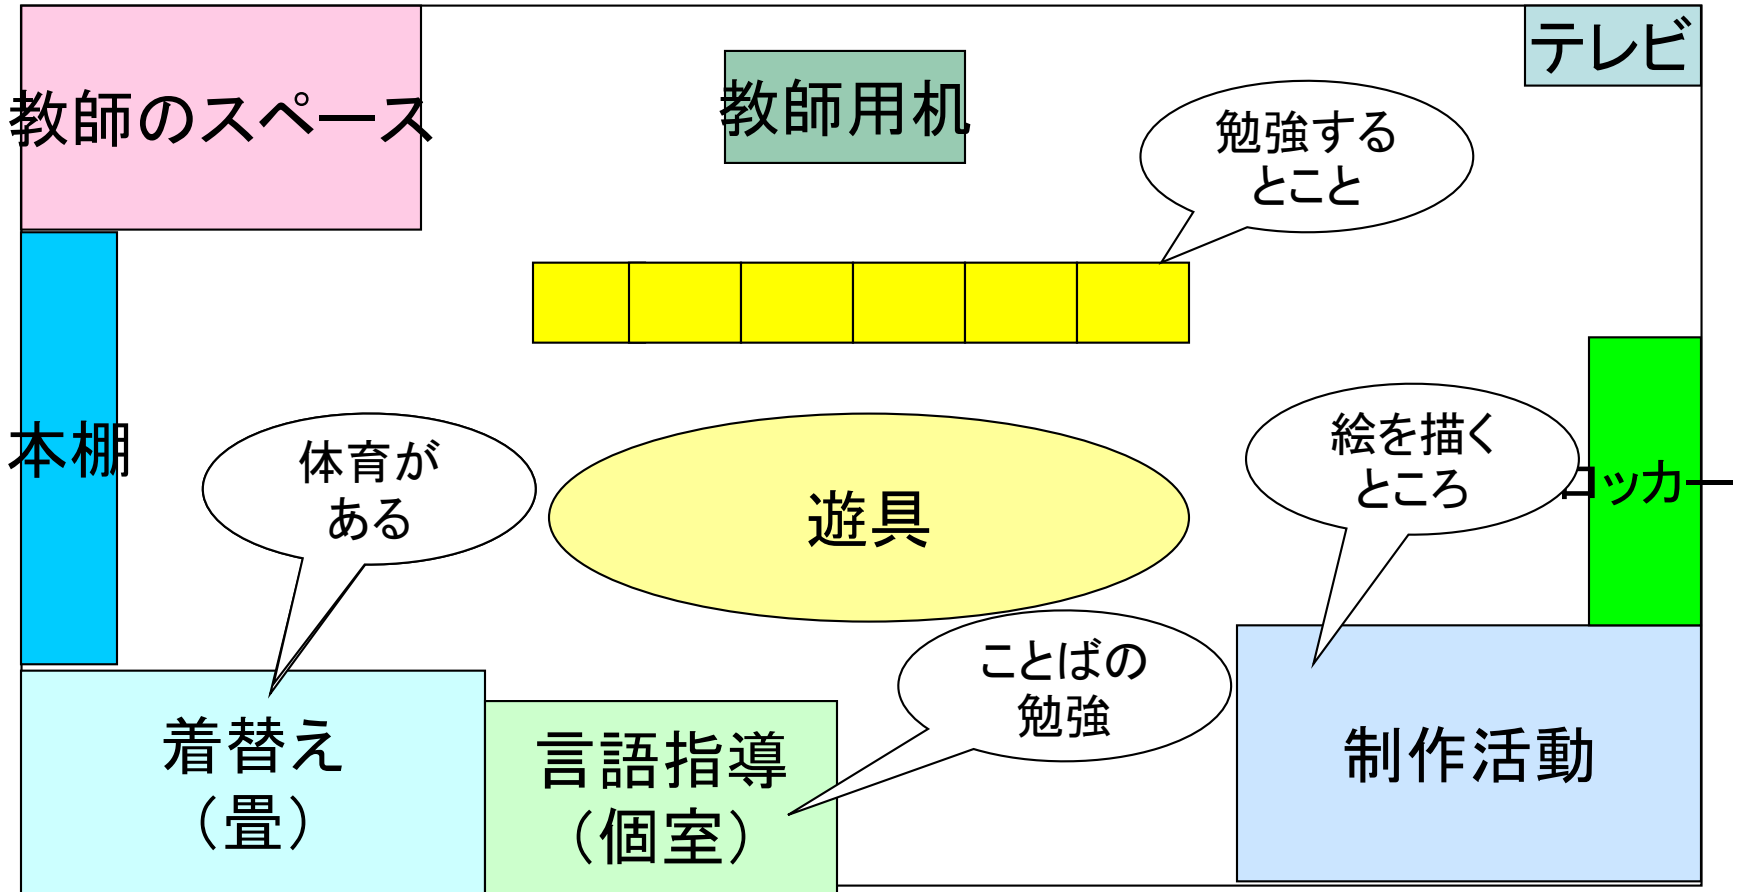 教師のスペース
教師用机
テレビ
勉強する
とこと
本棚
体育が
ある
遊具
絵を描く
ところ
ロッカー
ことばの
勉強
着替え
（畳）
言語指導
（個室）
制作活動